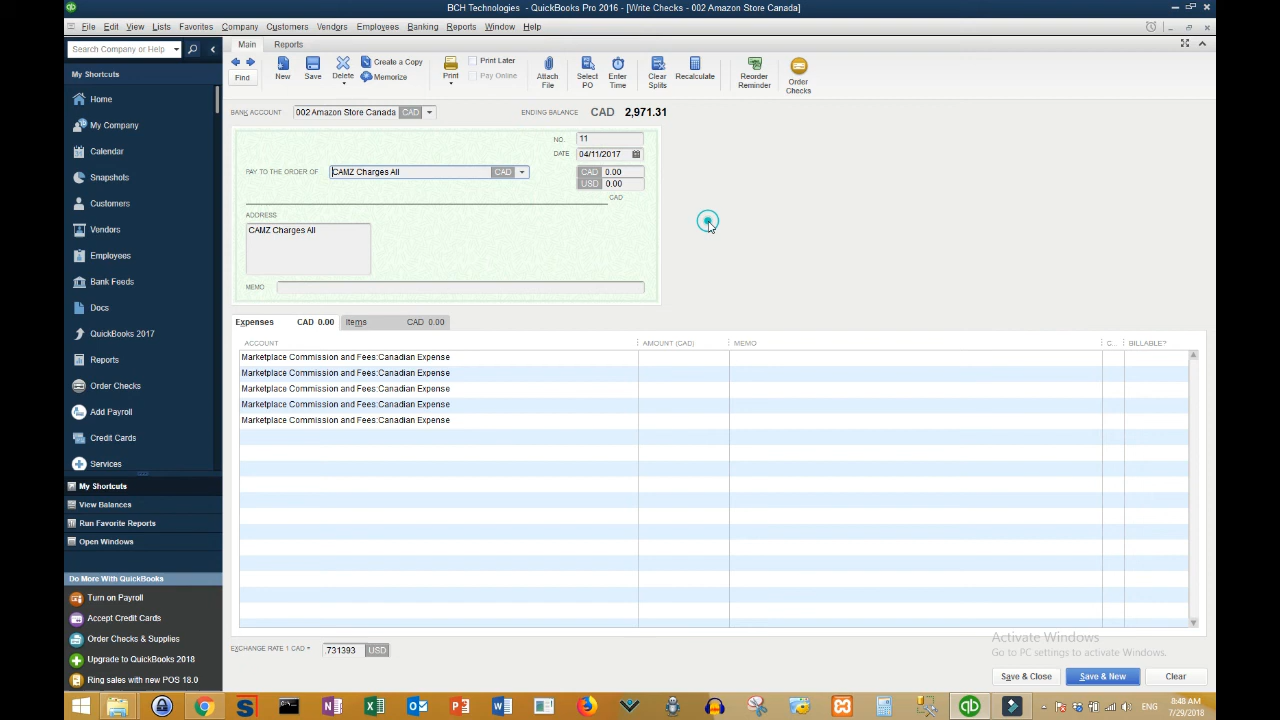 BCH Technologies - QuickBooks Pro 2016 - [Write Checks - 002 Amazon Store Canada]
File Edit View Lists Favorites Company Customers Vendors Employees Banking Reports Window Help
Search Company or Help
Main Reports
My Shortcuts
Home
My Company
Calendar
Snapshots
Customers
Vendors
Employees
Bank Feeds
Docs
QuickBooks 2017
Reports
Order Checks
Add Payroll
Credit Cards
Services
My Shortcuts
View Balances
Run Favorite Reports
Open Windows
Do More With QuickBooks
Turn on Payroll
Accept Credit Cards
Order Checks & Supplies
Upgrade to QuickBooks 2018
Ring sales with new POS 18.0
Find
New
Save
Delete
Create a Copy
Memorize
Print
Print Later
Pay Online
Attach File
Select PO
Enter Time
Clear Splits
Recalculate
Reorder Reminder
Order Checks
BANK ACCOUNT 002 Amazon Store Canada CAD ENDING BALANCE CAD 2,971.31
NO. 11
DATE 04/11/2017
PAY TO THE ORDER OF CAMZ Charges All CAD CAD 0.00
USD 0.00
CAD
ADDRESS
CAMZ Charges All
MEMO
Expenses CAD 0.00 Items CAD 0.00
ACCOUNT AMOUNT (CAD) MEMO C... BILLABLE?
Marketplace Commission and Fees:Canadian Expense
Marketplace Commission and Fees:Canadian Expense
Marketplace Commission and Fees:Canadian Expense
Marketplace Commission and Fees:Canadian Expense
Marketplace Commission and Fees:Canadian Expense
EXCHANGE RATE 1 CAD = .731393 USD
Activate Windows
Go to PC settings to activate Windows.
Save & Close Save & New Clear
ENG 8:48 AM
7/29/2018